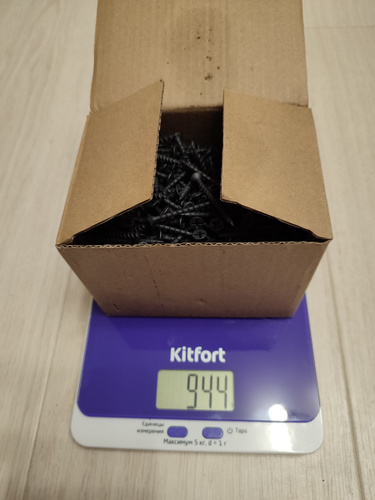 Kitfort
944
Единицы
измерения
Тара
Максимум 5 кг, d = 1 г